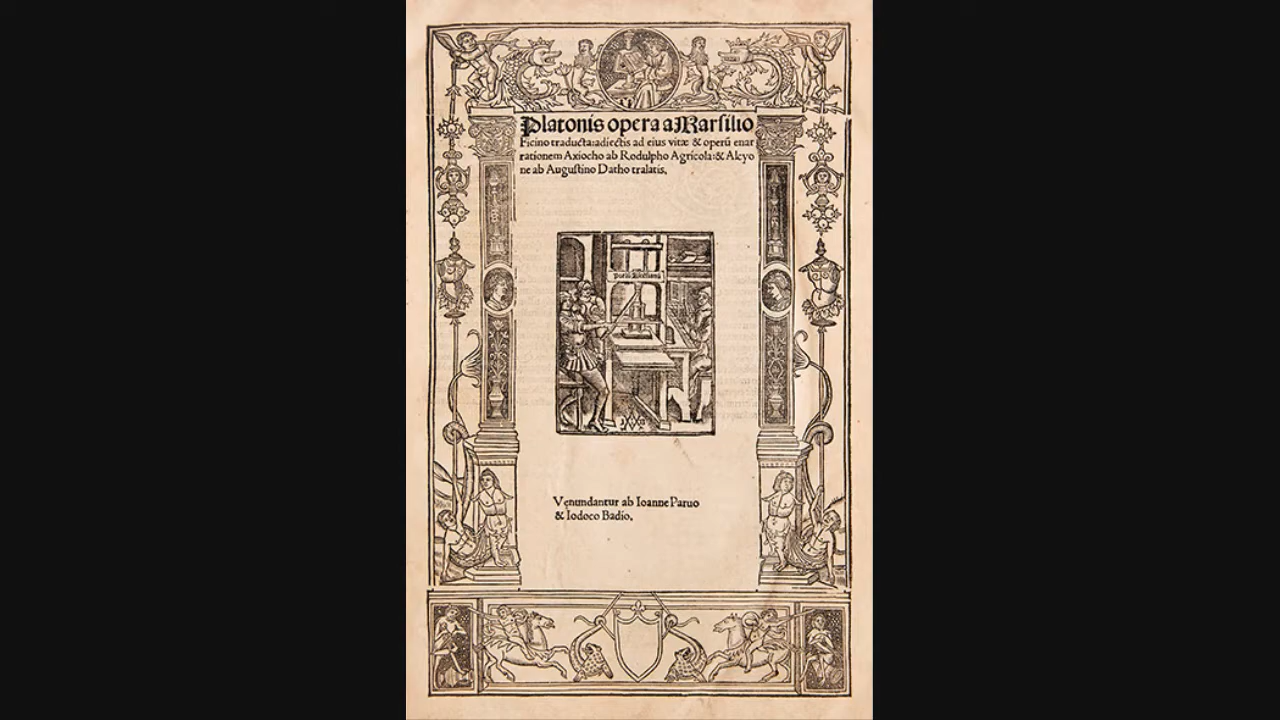 Platonis opera a Marsilio
Ficino traducta: adiectis ad eius vitæ & operū enar
rationem Axiocho ab Rodulpho Agricola: & Alcyo
ne ab Augustino Datho tralatis.
Venundantur ab Ioanne Paruo
& Iodoco Badio.